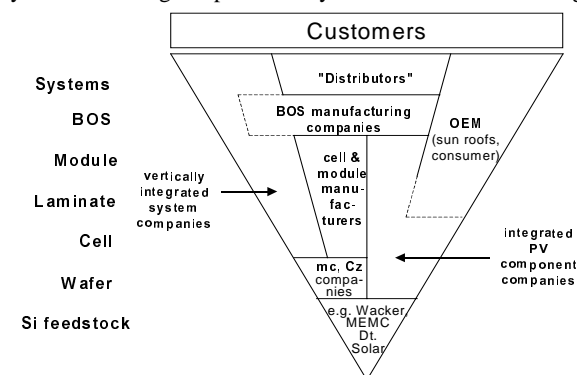 Customers
Systems
BOS
Module
Laminate
Cell
Wafer
Si feedstock
"Distributors"
BOS manufacturing
companies
OEM
(sun roofs,
consumer)
vertically
integrated
system
companies
cell &
module
manu-
fac-
turers
integrated
PV
component
companies
mc, Cz
compa-
nies
e.g. Wacker,
MEMC
Dt.
Solar